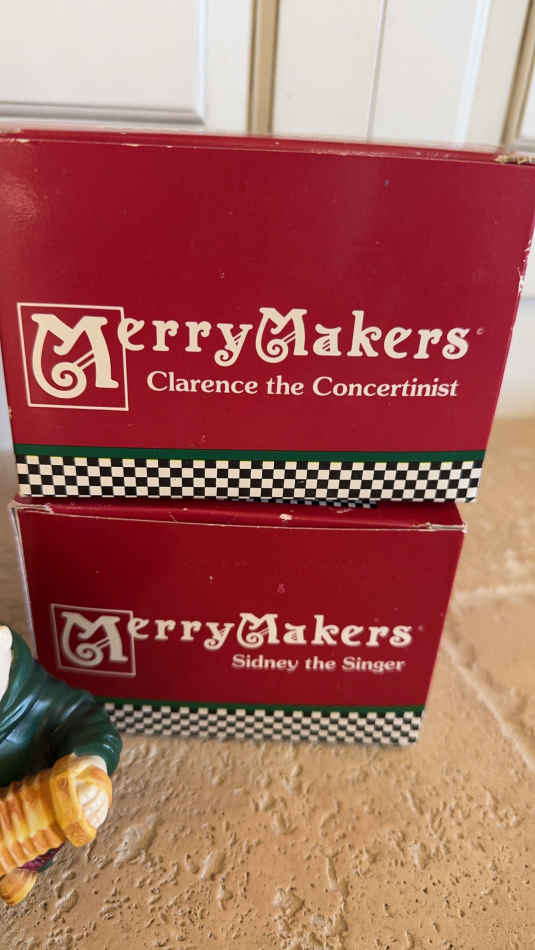 MerryMakers ©
Clarence the Concertinist
MerryMakers
Sidney the Singer